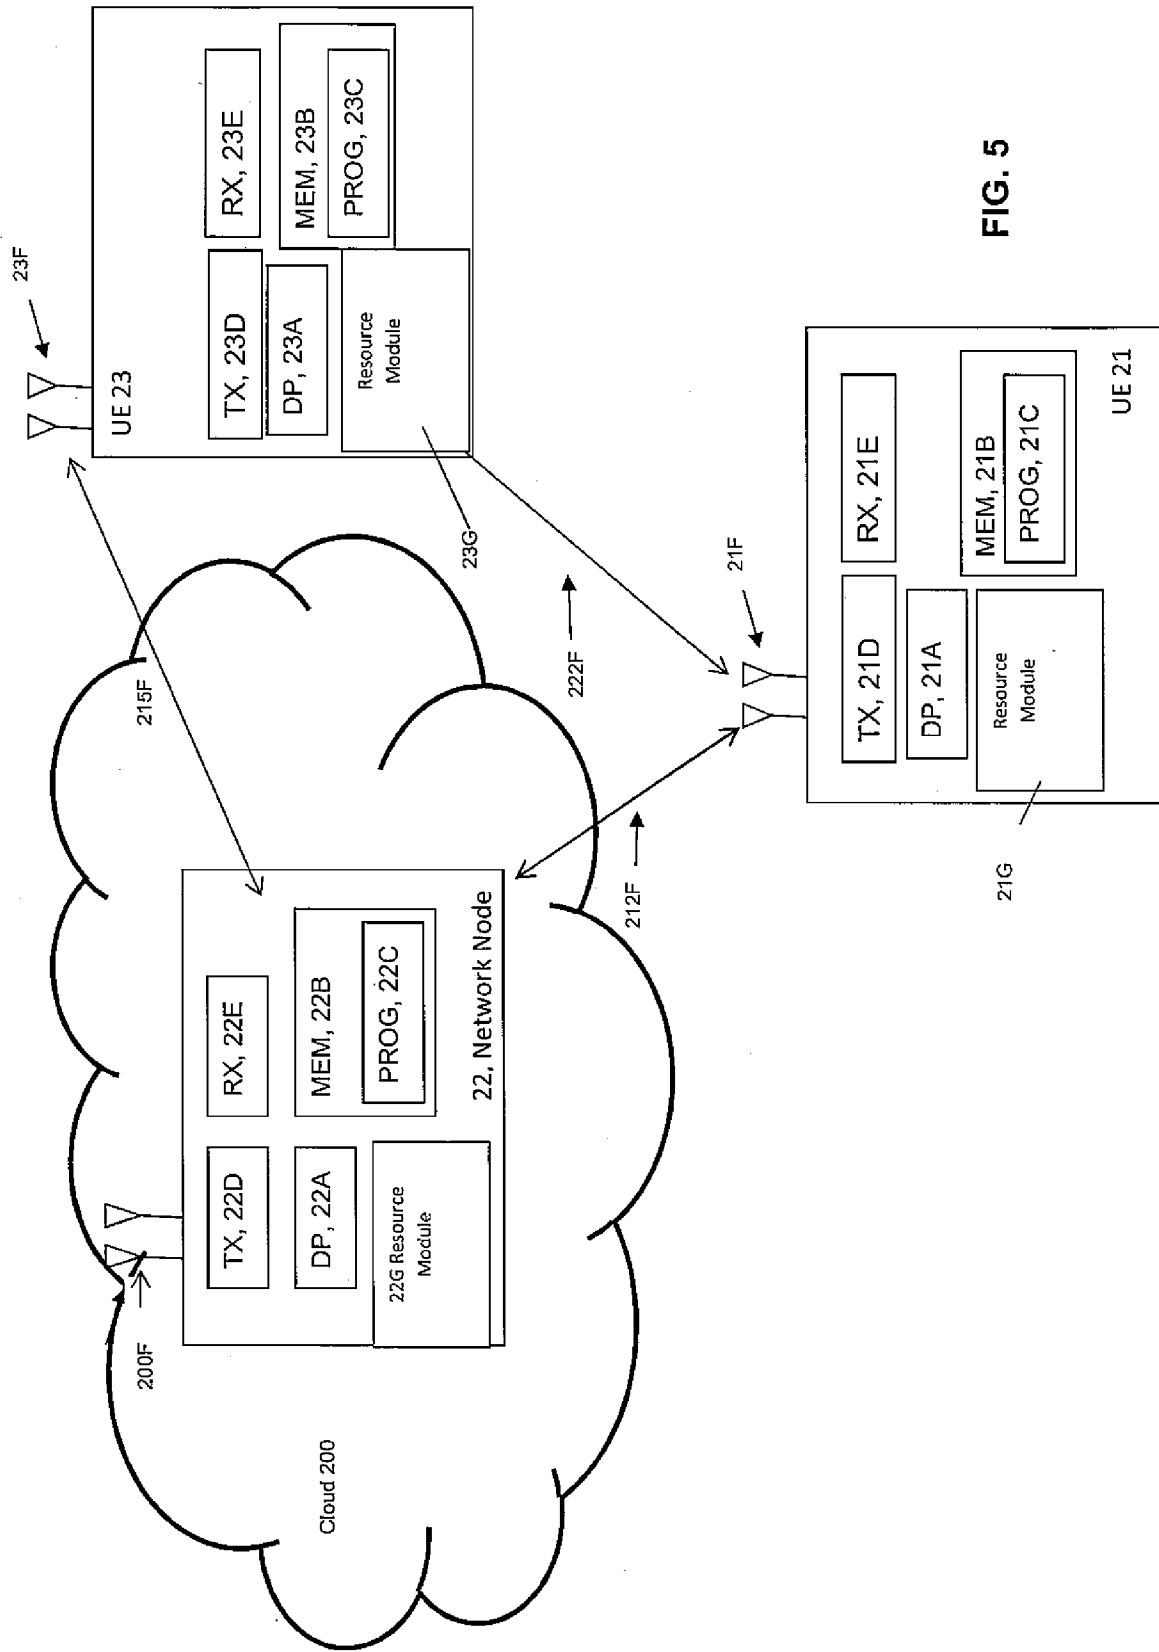 Cloud 200
200F
TX, 22D
RX, 22E
DP, 22A
MEM, 22B
PROG, 22C
22G Resource
Module
22, Network Node
215F
212F
222F
23F
UE 23
TX, 23D
RX, 23E
DP, 23A
MEM, 23B
PROG, 23C
Resource
Module
23G
21F
TX, 21D
RX, 21E
DP, 21A
MEM, 21B
PROG, 21C
Resource
Module
UE 21
21G
FIG. 5